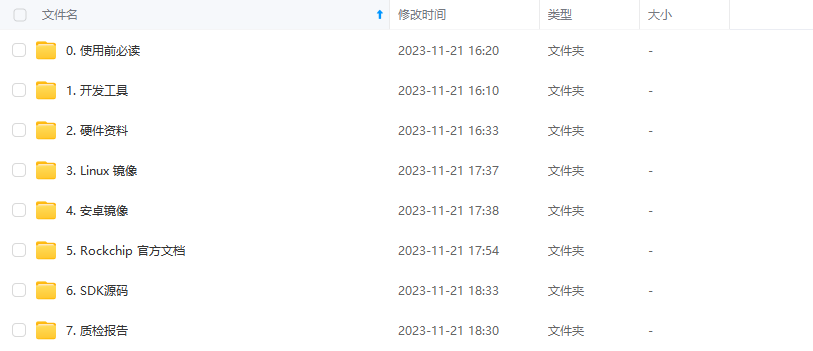 文件名 修改时间 类型 大小
0. 使用前必读 2023-11-21 16:20 文件夹 -
1. 开发工具 2023-11-21 16:10 文件夹 -
2. 硬件资料 2023-11-21 16:33 文件夹 -
3. Linux 镜像 2023-11-21 17:37 文件夹 -
4. 安卓镜像 2023-11-21 17:38 文件夹 -
5. Rockchip 官方文档 2023-11-21 17:54 文件夹 -
6. SDK源码 2023-11-21 18:33 文件夹 -
7. 质检报告 2023-11-21 18:30 文件夹 -